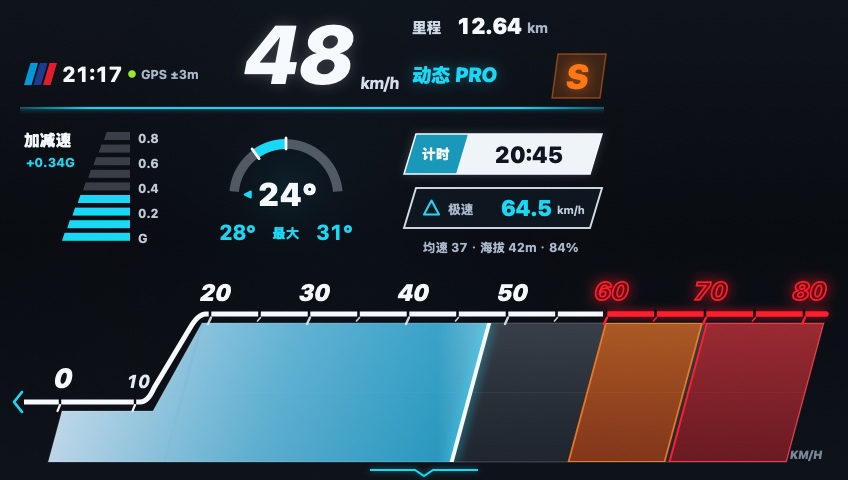 里程 12.64 km
21:17 GPS ±3m
48 km/h
动态 PRO
S
加减速
+0.34G
0.8
0.6
0.4
0.2
G
24°
28° 最大 31°
计时 20:45
极速 64.5 km/h
均速 37 · 海拔 42m · 84%
20 30 40 50 60 70 80
0 10
KM/H